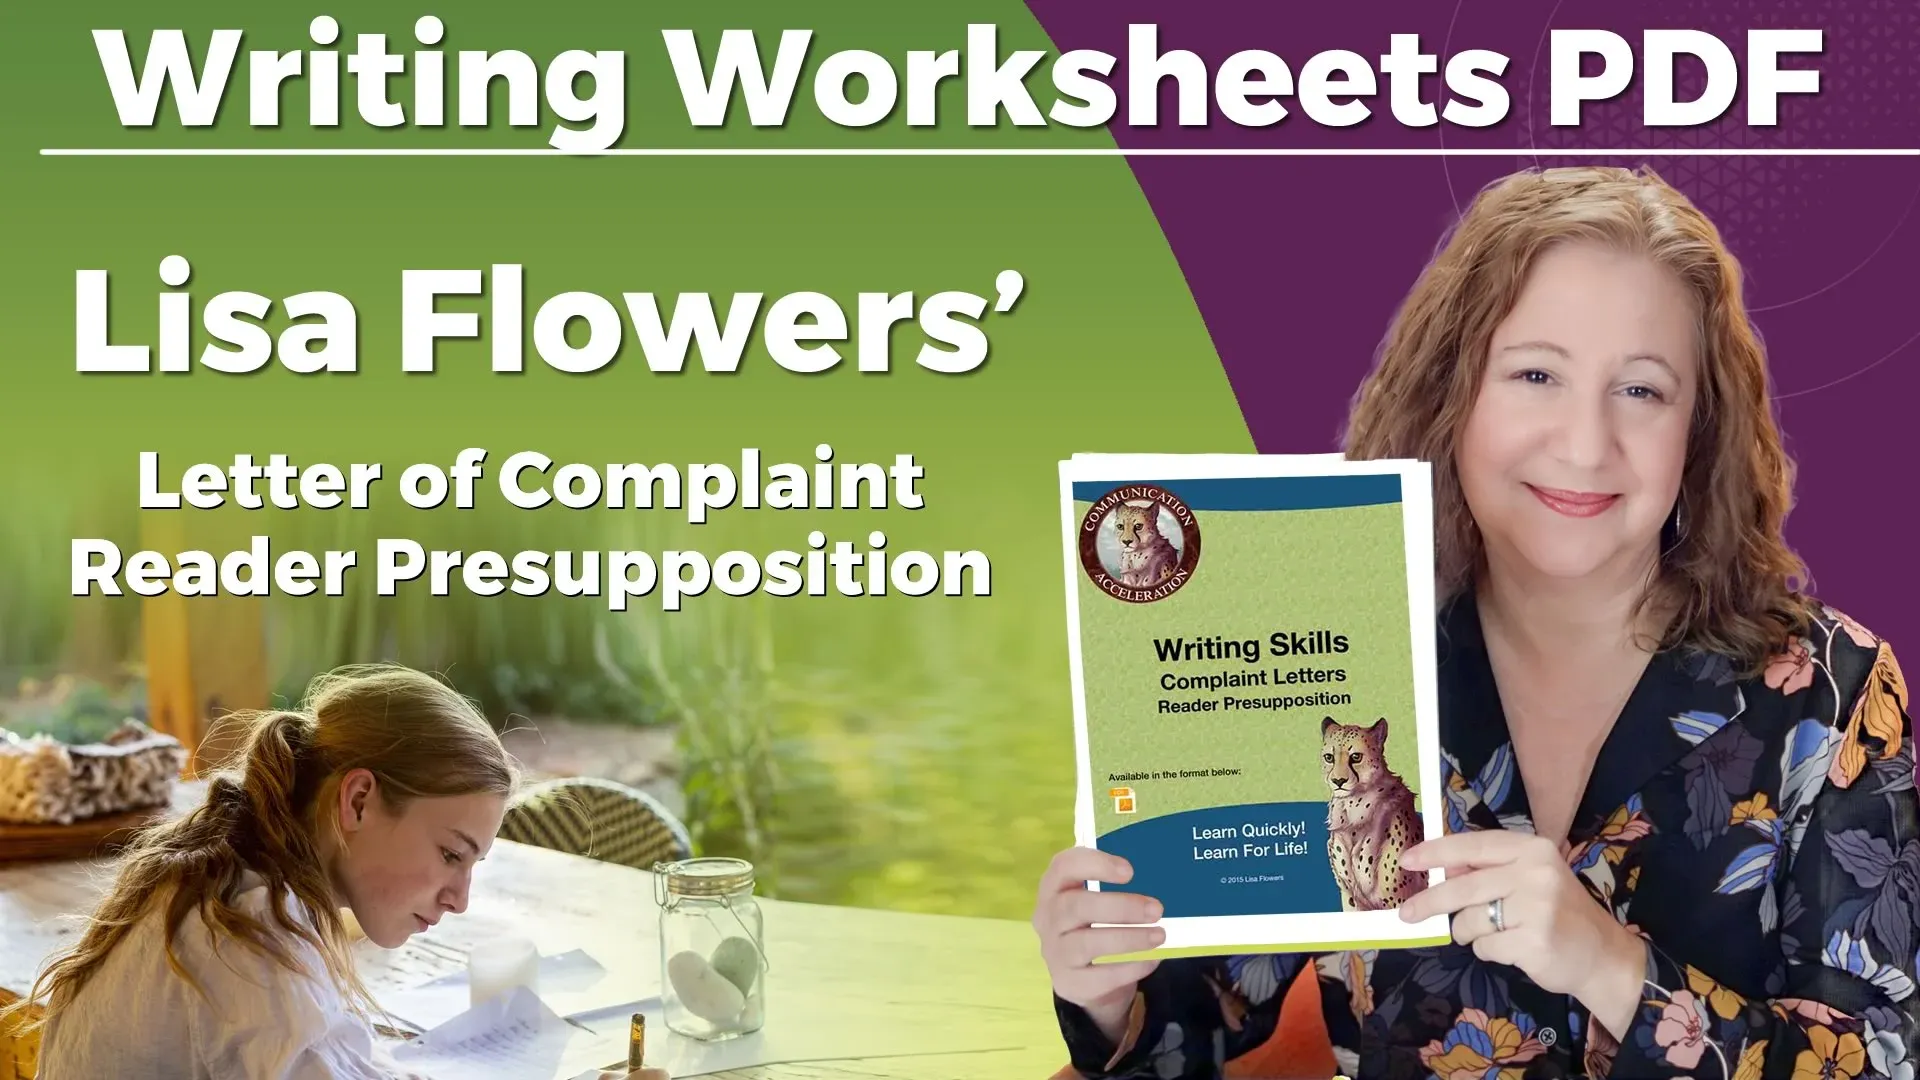 Writing Worksheets PDF
Lisa Flowers’
Letter of Complaint
Reader Presupposition
COMMUNICATION
ACCELERATION
Writing Skills
Complaint Letters
Reader Presupposition
Available in the format below:
Learn Quickly!
Learn For Life!
© 2015 Lisa Flowers